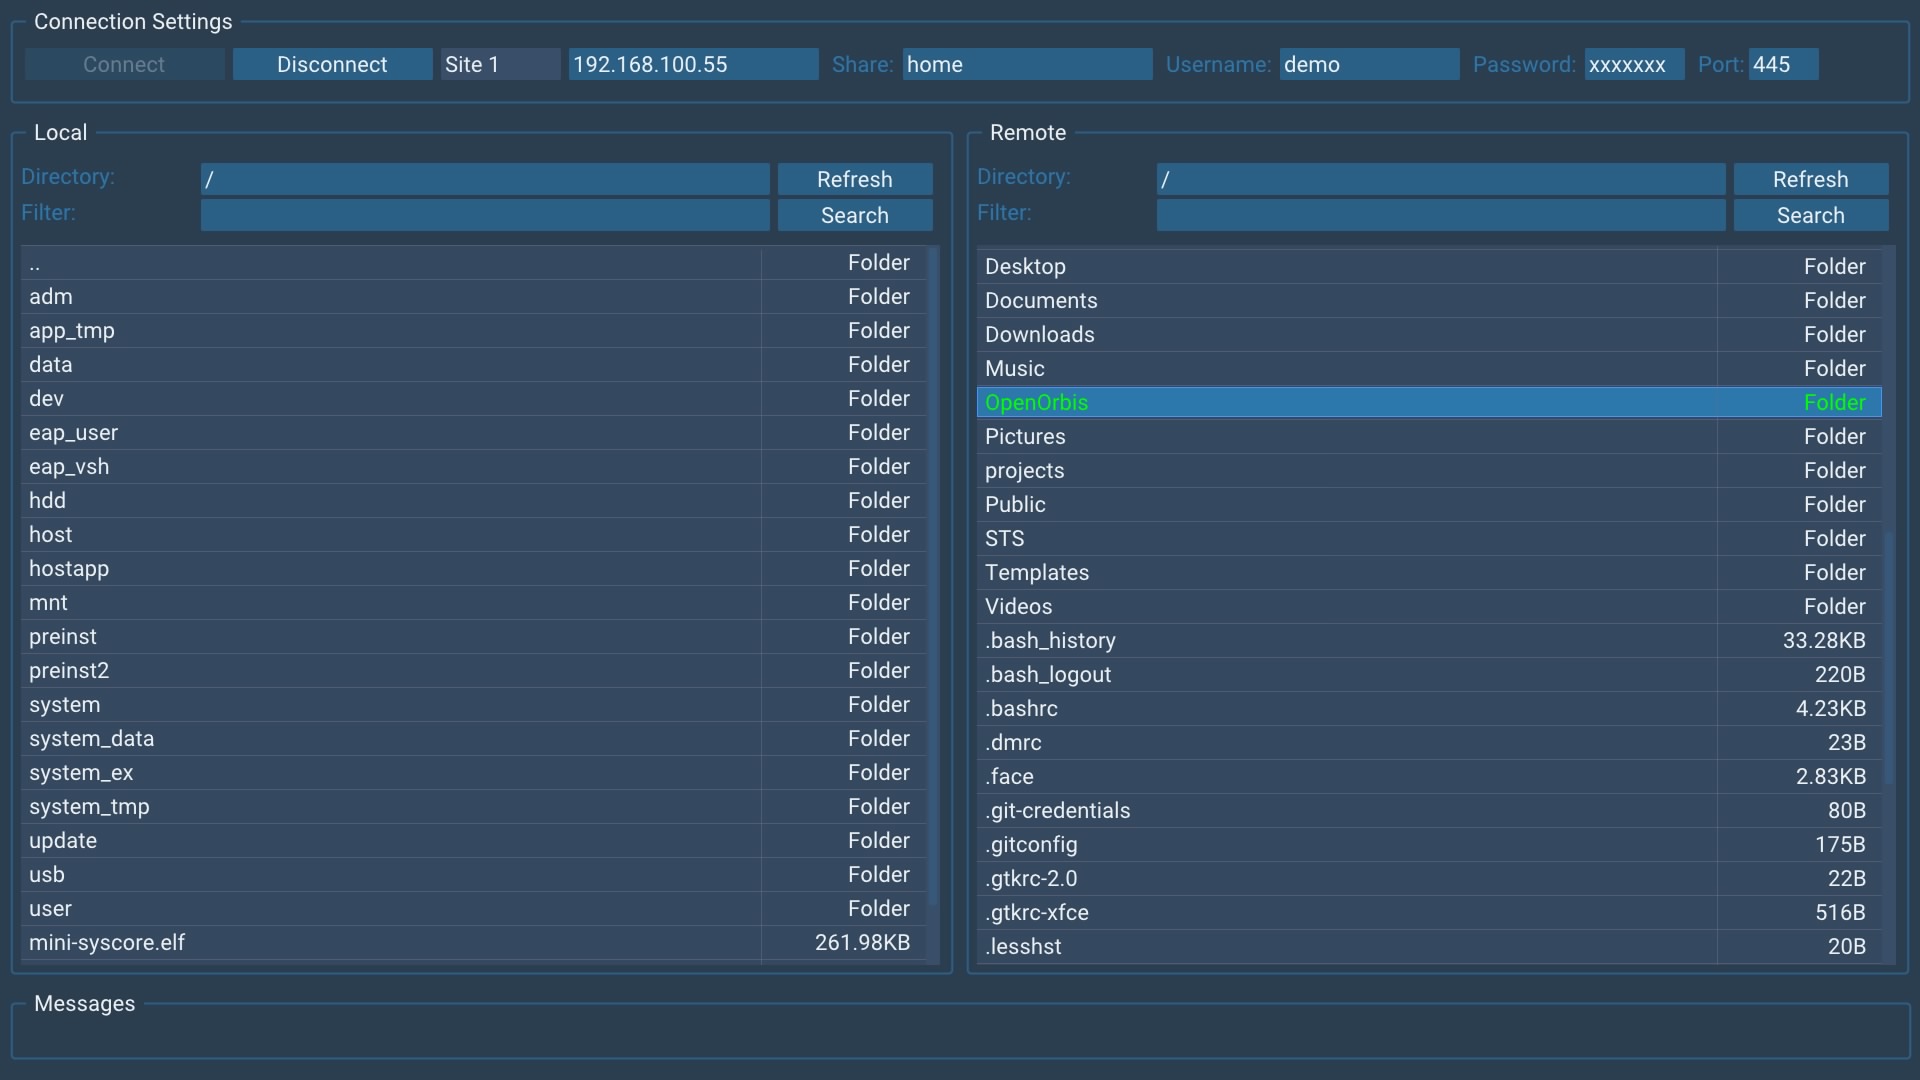 Connection Settings
Connect Disconnect Site 1 192.168.100.55 Share: home Username: demo Password: xxxxxxx Port: 445
Local
Directory: / Refresh
Filter: Search
.. Folder
adm Folder
app_tmp Folder
data Folder
dev Folder
eap_user Folder
eap_vsh Folder
hdd Folder
host Folder
hostapp Folder
mnt Folder
preinst Folder
preinst2 Folder
system Folder
system_data Folder
system_ex Folder
system_tmp Folder
update Folder
usb Folder
user Folder
mini-syscore.elf 261.98KB
Remote
Directory: / Refresh
Filter: Search
Desktop Folder
Documents Folder
Downloads Folder
Music Folder
OpenOrbis Folder
Pictures Folder
projects Folder
Public Folder
STS Folder
Templates Folder
Videos Folder
.bash_history 33.28KB
.bash_logout 220B
.bashrc 4.23KB
.dmrc 23B
.face 2.83KB
.git-credentials 80B
.gitconfig 175B
.gtkrc-2.0 22B
.gtkrc-xfce 516B
.lesshst 20B
Messages